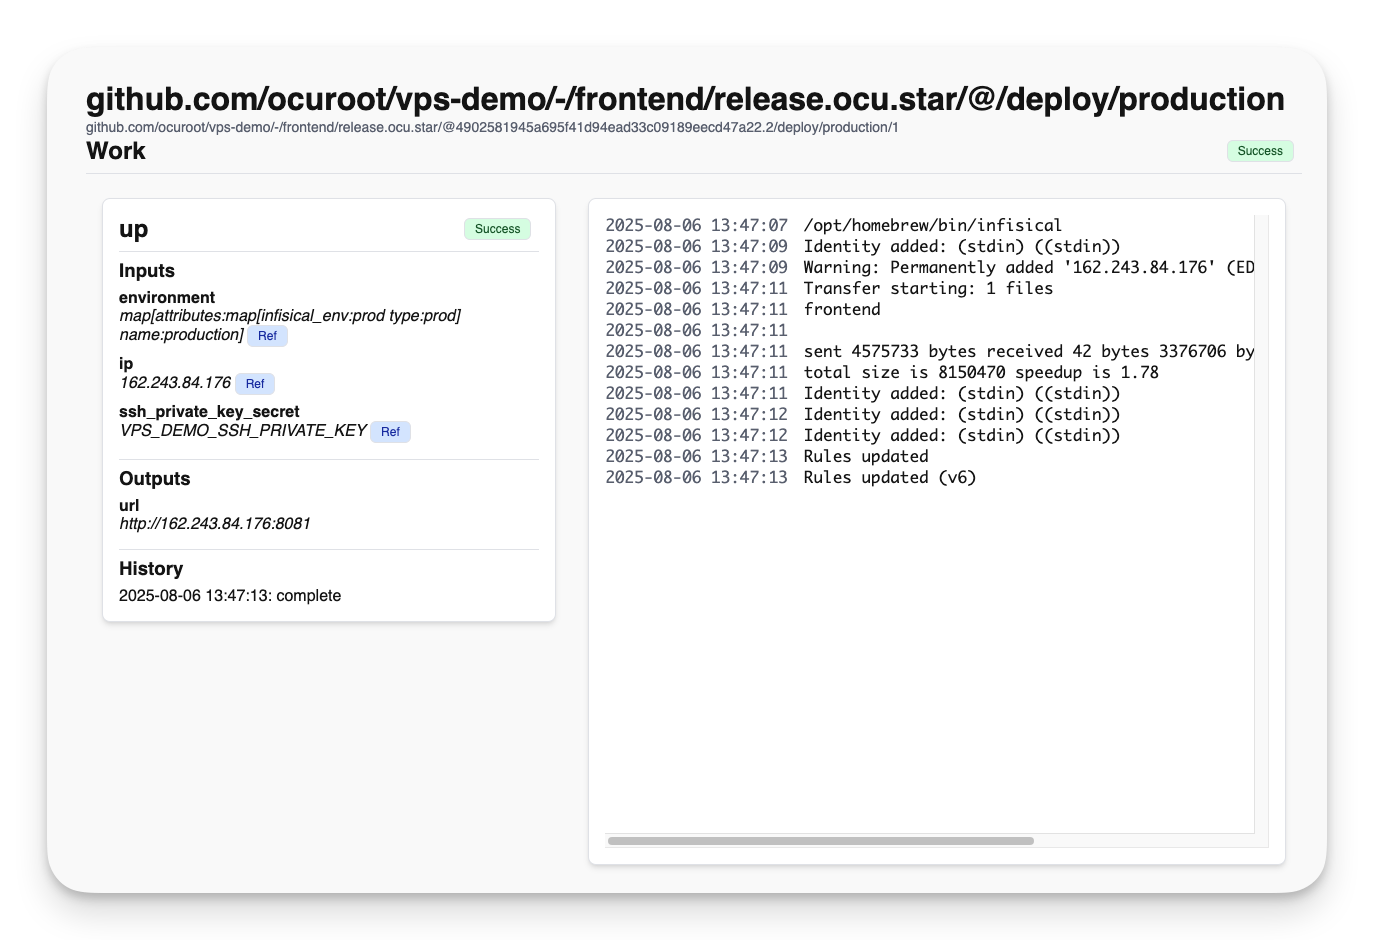 github.com/ocuroot/vps-demo/-/frontend/release.ocu.star/@/deploy/production
github.com/ocuroot/vps-demo/-/frontend/release.ocu.star/@4902581945a695f41d94ead33c09189eecd47a22.2/deploy/production/1
Work
Success
up
Success
Inputs
environment
map[attributes:map[infisical_env:prod type:prod]
name:production] Ref
ip
162.243.84.176 Ref
ssh_private_key_secret
VPS_DEMO_SSH_PRIVATE_KEY Ref
Outputs
url
http://162.243.84.176:8081
History
2025-08-06 13:47:13: complete
2025-08-06 13:47:07 /opt/homebrew/bin/infisical
2025-08-06 13:47:09 Identity added: (stdin) ((stdin))
2025-08-06 13:47:09 Warning: Permanently added '162.243.84.176' (ED
2025-08-06 13:47:11 Transfer starting: 1 files
2025-08-06 13:47:11 frontend
2025-08-06 13:47:11
2025-08-06 13:47:11 sent 4575733 bytes received 42 bytes 3376706 by
2025-08-06 13:47:11 total size is 8150470 speedup is 1.78
2025-08-06 13:47:11 Identity added: (stdin) ((stdin))
2025-08-06 13:47:12 Identity added: (stdin) ((stdin))
2025-08-06 13:47:12 Identity added: (stdin) ((stdin))
2025-08-06 13:47:13 Rules updated
2025-08-06 13:47:13 Rules updated (v6)